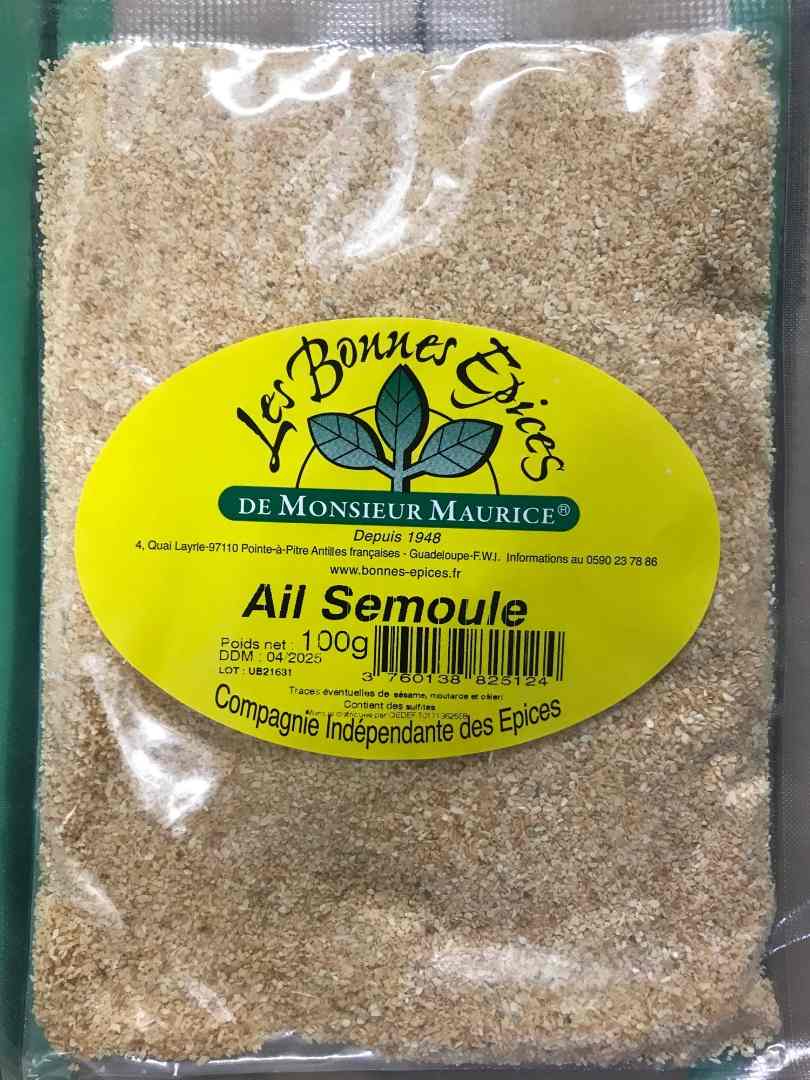 Les Bonnes Epices
DE MONSIEUR MAURICE®
Depuis 1948
4, Quai Layrle-97110 Pointe-à-Pitre Antilles françaises - Guadeloupe-F.W.I. Informations au 0590 23 78 86
www.bonnes-epices.fr
Ail Semoule
Poids net : 100g
DDM : 04/2025
LOT : UB21631
3 760138 825124
Traces éventuelles de sésame, moutarde et céleri
Contient des sulfites
Compagnie Indépendante des Epices